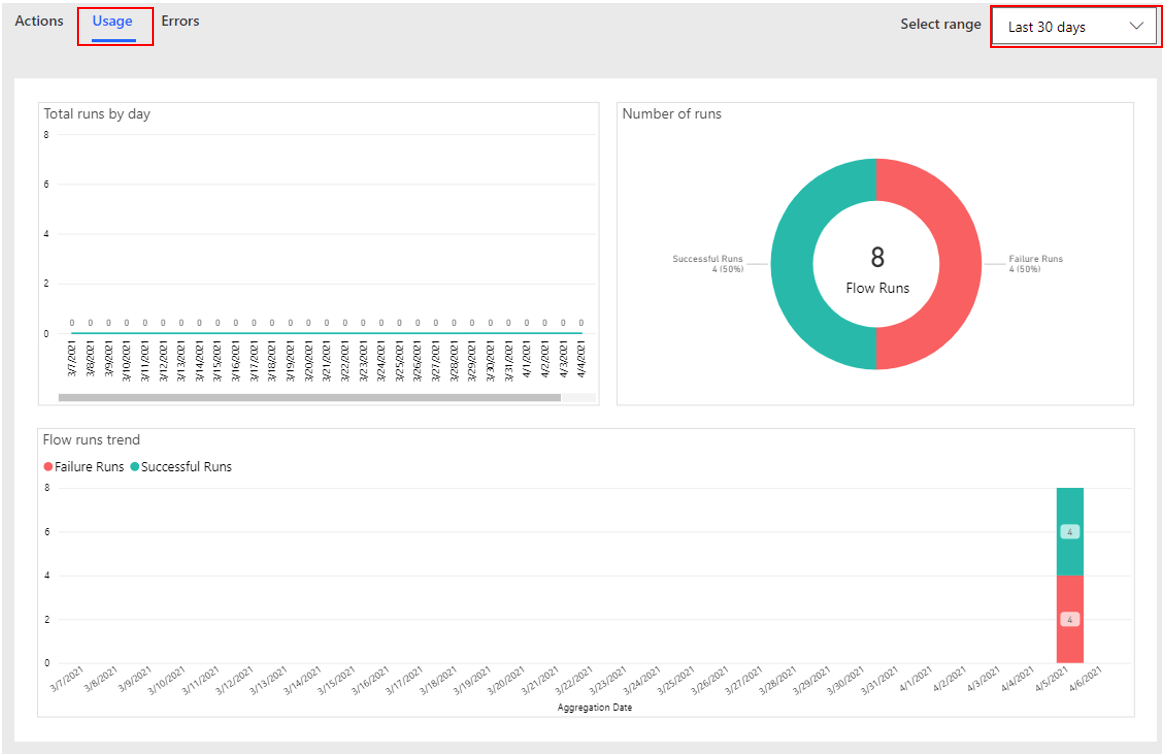 Actions Usage Errors Select range Last 30 days
Total runs by day
8
6
4
2
0
0 0 0 0 0 0 0 0 0 0 0 0 0 0 0 0 0 0 0 0 0 0 0 0 0 0 0 0 0
3/7/2021 3/8/2021 3/9/2021 3/10/2021 3/11/2021 3/12/2021 3/13/2021 3/14/2021 3/15/2021 3/16/2021 3/17/2021 3/18/2021 3/19/2021 3/20/2021 3/21/2021 3/22/2021 3/23/2021 3/24/2021 3/25/2021 3/26/2021 3/27/2021 3/28/2021 3/29/2021 3/30/2021 3/31/2021 4/1/2021 4/2/2021 4/3/2021 4/4/2021
Number of runs
Successful Runs
4 (50%)
8
Flow Runs
Failure Runs
4 (50%)
Flow runs trend
Failure Runs Successful Runs
8
6
4
2
0
4
4
3/7/2021 3/8/2021 3/9/2021 3/10/2021 3/11/2021 3/12/2021 3/13/2021 3/14/2021 3/15/2021 3/16/2021 3/17/2021 3/18/2021 3/19/2021 3/20/2021 3/21/2021 3/22/2021 3/23/2021 3/24/2021 3/25/2021 3/26/2021 3/27/2021 3/28/2021 3/29/2021 3/30/2021 3/31/2021 4/1/2021 4/2/2021 4/3/2021 4/4/2021 4/5/2021 4/6/2021
Aggregation Date